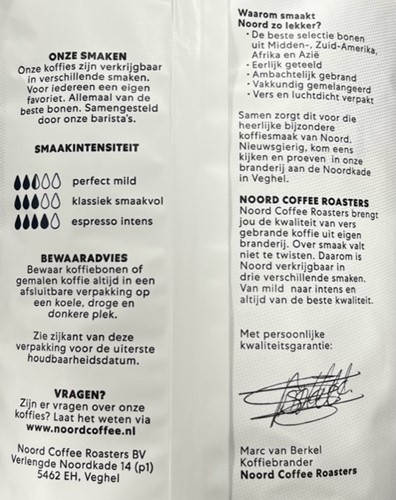 ONZE SMAKEN
Onze koffies zijn verkrijgbaar
in verschillende smaken.
Voor iedereen een eigen
favoriet. Allemaal van de
beste bonen. Samengesteld
door onze barista's.
SMAAKINTENSITEIT
perfect mild
klassiek smaakvol
espresso intens
BEWAARADVIES
Bewaar koffiebonen of
gemalen koffie altijd in een
afsluitbare verpakking op
een koele, droge en
donkere plek.
Zie zijkant van deze
verpakking voor de uiterste
houdbaarheidsdatum.
VRAGEN?
Zijn er vragen over onze
koffies? Laat het weten via
www.noordcoffee.nl
Noord Coffee Roasters BV
Verlengde Noordkade 14 (p1)
5462 EH, Veghel
Waarom smaakt
Noord zo lekker?
• De beste selectie bonen
uit Midden-, Zuid-Amerika,
Afrika en Azië
• Eerlijk geteeld
• Ambachtelijk gebrand
• Vakkundig gemelangeerd
• Vers en luchtdicht verpakt
Samen zorgt dit voor die
heerlijke bijzondere
koffiesmaak van Noord.
Nieuwsgierig, kom eens
kijken en proeven in onze
branderij aan de Noordkade
in Veghel.
NOORD COFFEE ROASTERS
Noord Coffee Roasters brengt
jou de kwaliteit van vers
gebrande koffie uit eigen
branderij. Over smaak valt
niet te twisten. Daarom is
Noord verkrijgbaar in
drie verschillende smaken.
Van mild naar intens en
altijd van de beste kwaliteit.
Met persoonlijke
kwaliteitsgarantie:
Marc van Berkel
Koffiebrander
Noord Coffee Roasters